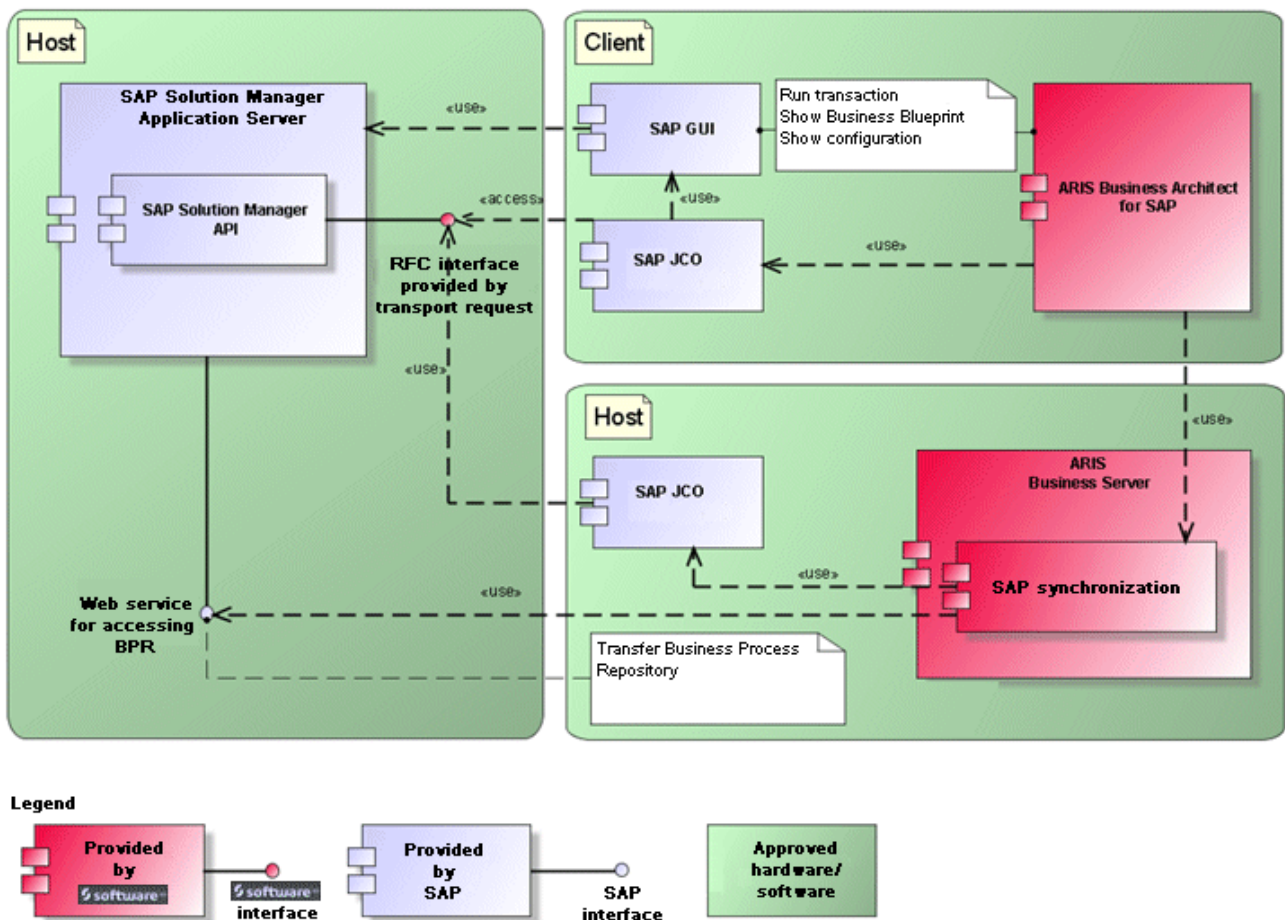 Host
SAP Solution Manager
Application Server
SAP Solution Manager
API
«use»
«access»
RFC interface
provided by
transport request
«use»
Web service
for accessing
BPR
Client
SAP GUI
Run transaction
Show Business Blueprint
Show configuration
ARIS Business Architect
for SAP
«use»
SAP JCO
«use»
«use»
Host
SAP JCO
ARIS
Business Server
SAP synchronization
«use»
«use»
Transfer Business Process
Repository
Legend
Provided
by
software
software
interface
Provided
by
SAP
SAP
interface
Approved
hardware/
software